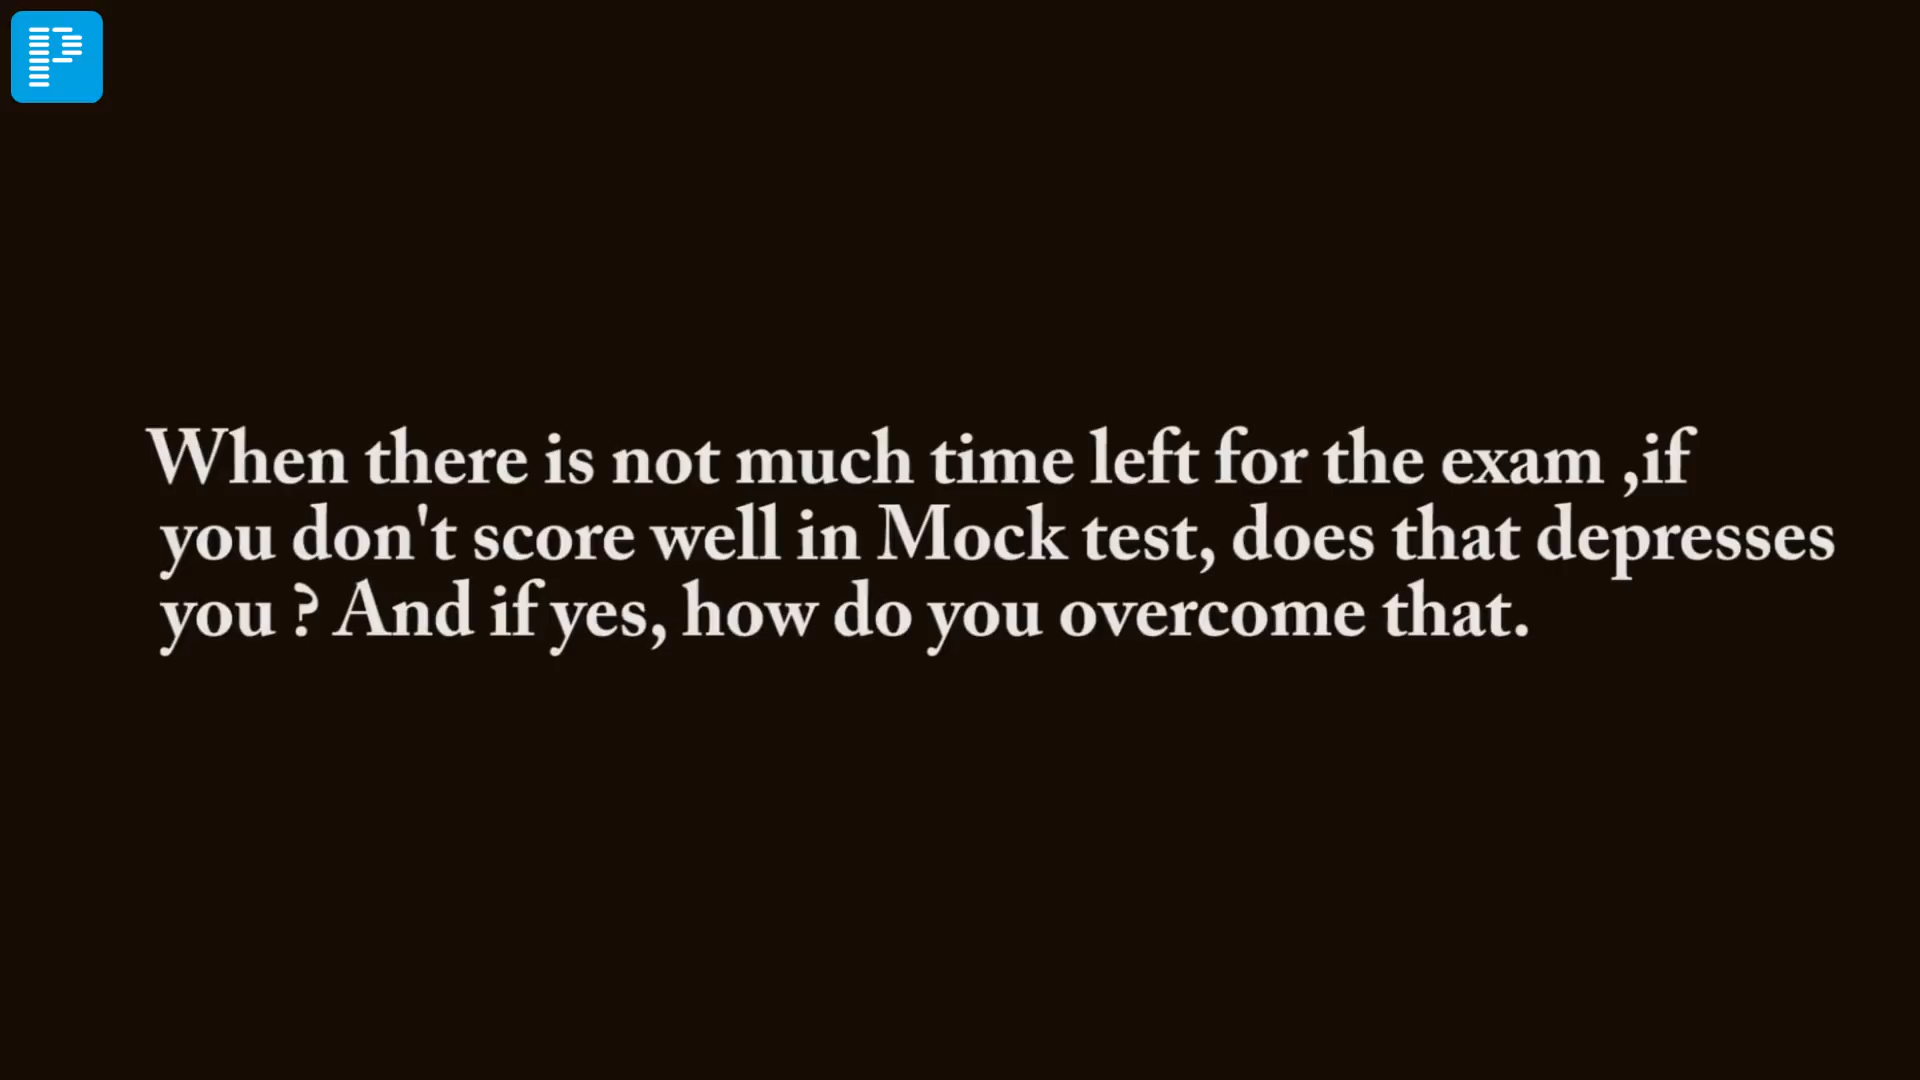 When there is not much time left for the exam ,if
you don't score well in Mock test, does that depresses
you ? And if yes, how do you overcome that.